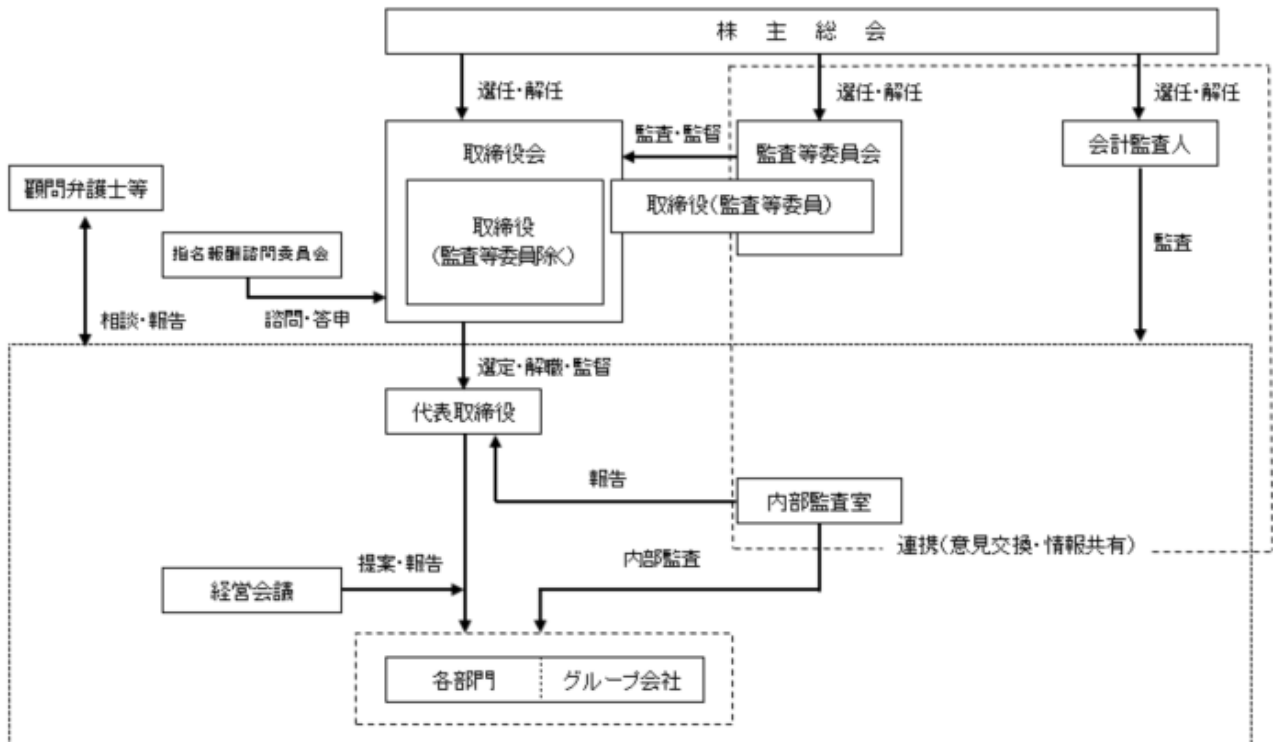 株主総会
選任・解任
選任・解任
選任・解任
取締役会
監査・監督
監査等委員会
会計監査人
顧問弁護士等
取締役
(監査等委員除く)
取締役(監査等委員)
指名報酬諮問委員会
監査
相談・報告
諮問・答申
選定・解職・監督
代表取締役
報告
内部監査室
連携(意見交換・情報共有)
提案・報告
内部監査
経営会議
各部門
グループ会社